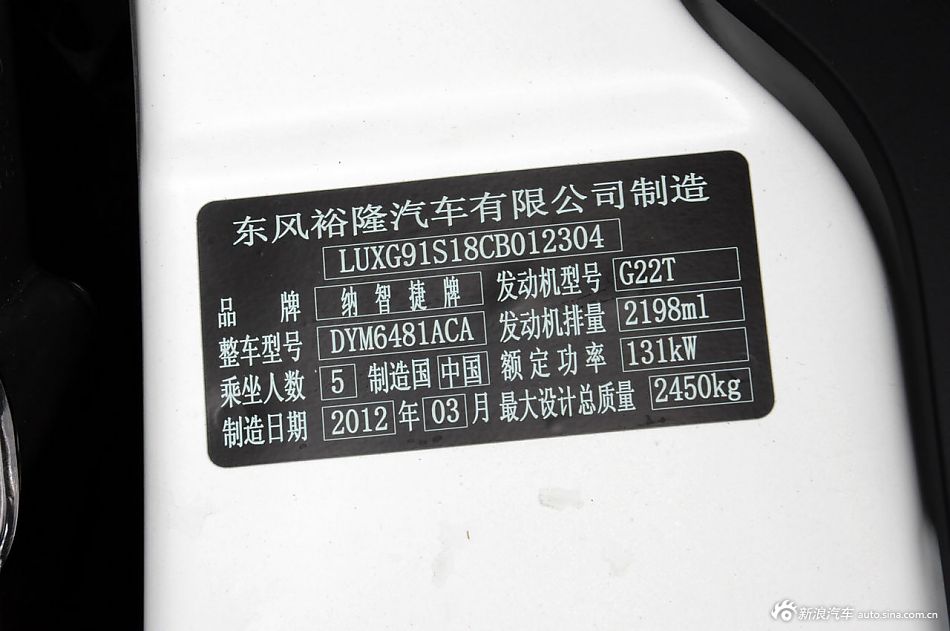 东风裕隆汽车有限公司制造
LUXG91S18CB012304
品 牌 纳智捷牌 发动机型号 G22T
整车型号 DYM6481ACA 发动机排量 2198ml
乘坐人数 5 制造国 中国 额定功率 131kW
制造日期 2012 年 03 月 最大设计总质量 2450kg
新浪汽车 auto.sina.com.cn